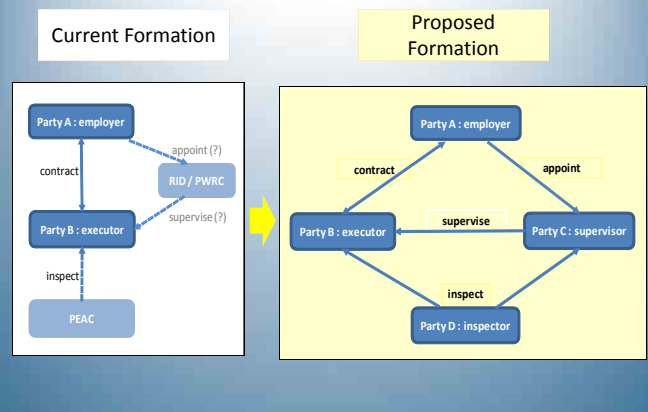 Current Formation
Proposed
Formation
Party A : employer
appoint (?)
contract
RID / PWRC
supervise (?)
Party B : executor
inspect
PEAC
Party A : employer
contract
appoint
supervise
Party B : executor
Party C : supervisor
inspect
Party D : inspector